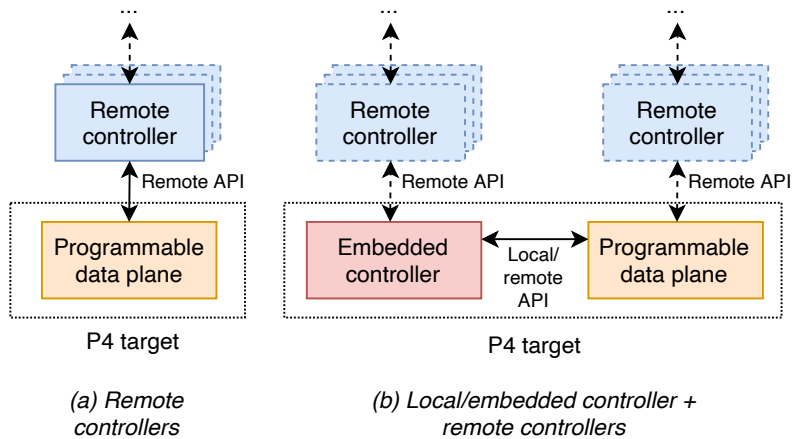 ...
Remote
controller
Remote API
Programmable
data plane
P4 target
(a) Remote
controllers
...
Remote
controller
Remote API
...
Remote
controller
Remote API
Embedded
controller
Local/
remote
API
Programmable
data plane
P4 target
(b) Local/embedded controller +
remote controllers